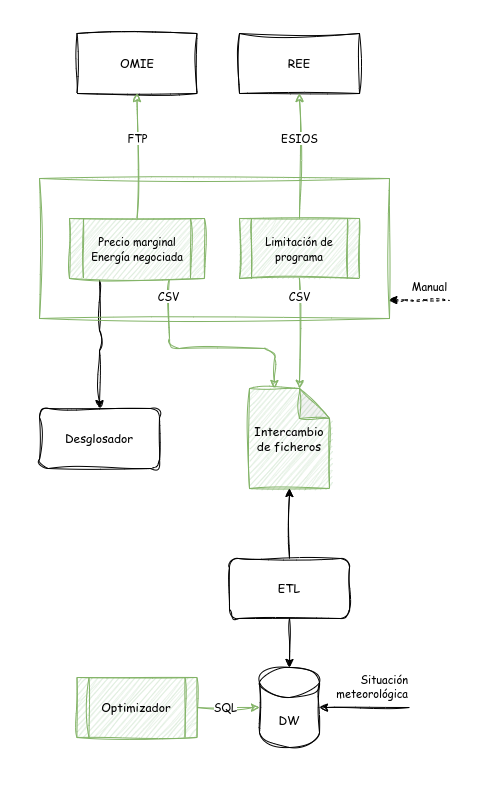 OMIE
REE
FTP
ESIOS
Precio marginal
Energía negociada
Limitación de
programa
Manual
CSV
CSV
Desglosador
Intercambio
de ficheros
ETL
Situación
meteorológica
Optimizador
SQL
DW